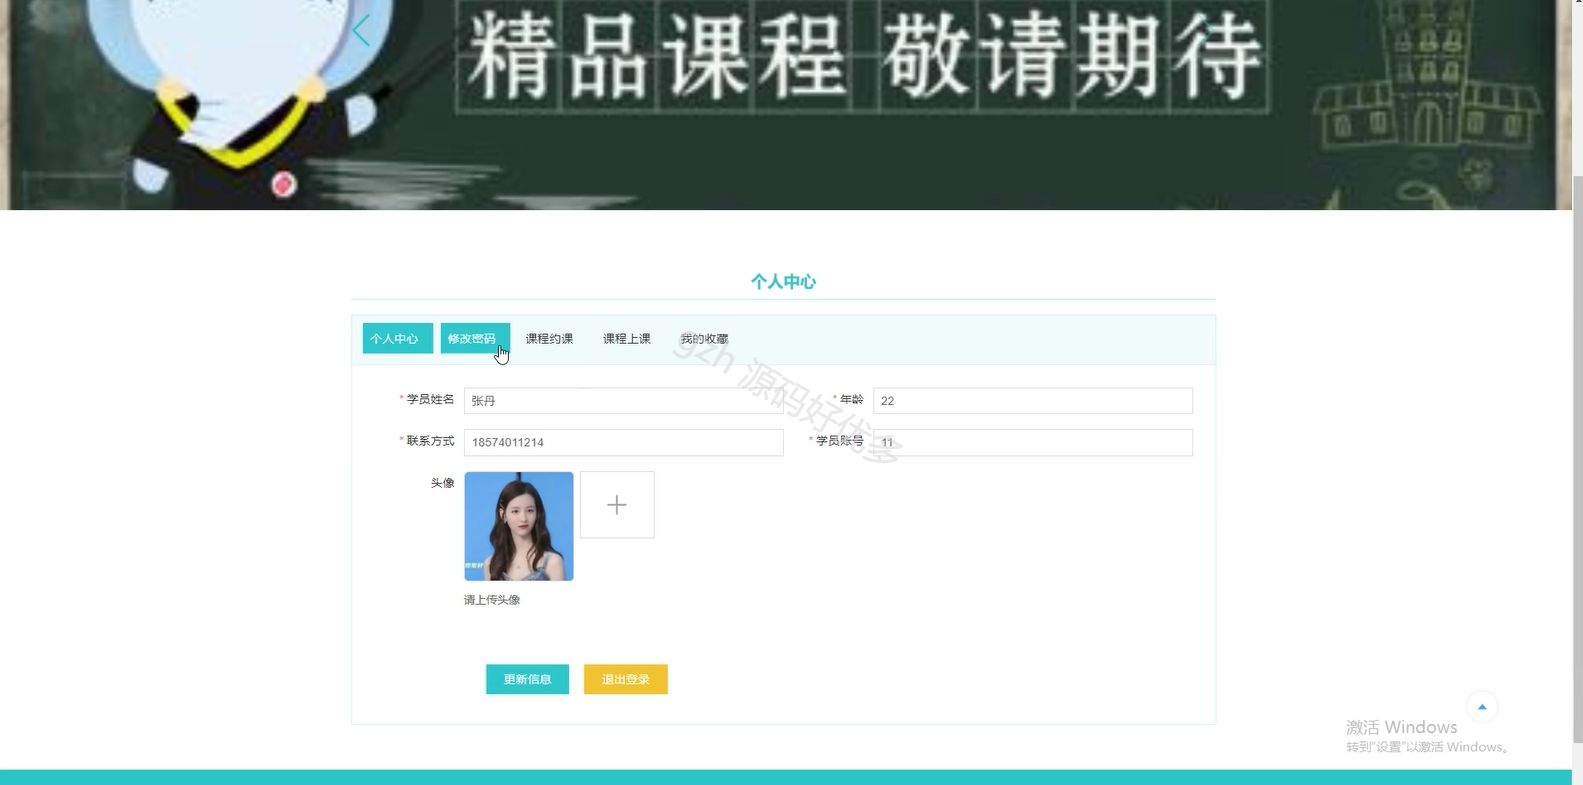 精品课程 敬请期待
个人中心
个人中心 修改密码 课程约课 课程上课 我的收藏
gzh 源码好优多
* 学员姓名 张丹 * 年龄 22
* 联系方式 18574011214 * 学员账号 11
头像
请上传头像
更新信息 退出登录
激活 Windows
转到"设置"以激活 Windows。